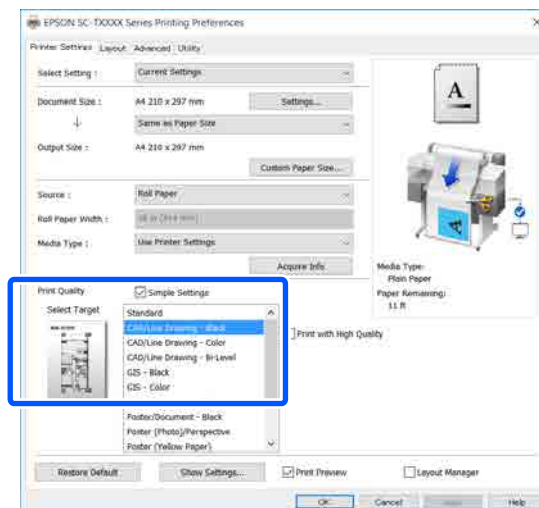 EPSON SC-TXXXX Series Printing Preferences
Printer Settings Layout Advanced Utility
Select Setting : Current Settings
Document Size : A4 210 x 297 mm Settings...
Same as Paper Size
Output Size : A4 210 x 297 mm
Custom Paper Size...
Source : Roll Paper
Roll Paper Width :
Media Type : Use Printer Settings
Acquire Info
Media Type:
Plain Paper
Paper Remaining:
11 ft
Print Quality Simple Settings
Select Target
Standard
CAD/Line Drawing - Black
CAD/Line Drawing - Color
CAD/Line Drawing - Bi-Level
GIS - Black
GIS - Color
Print with High Quality
Poster/Document - Black
Poster (Photo)/Perspective
Poster (Yellow Paper)
Restore Default Show Settings... Print Preview Layout Manager
OK Cancel Help
A
A